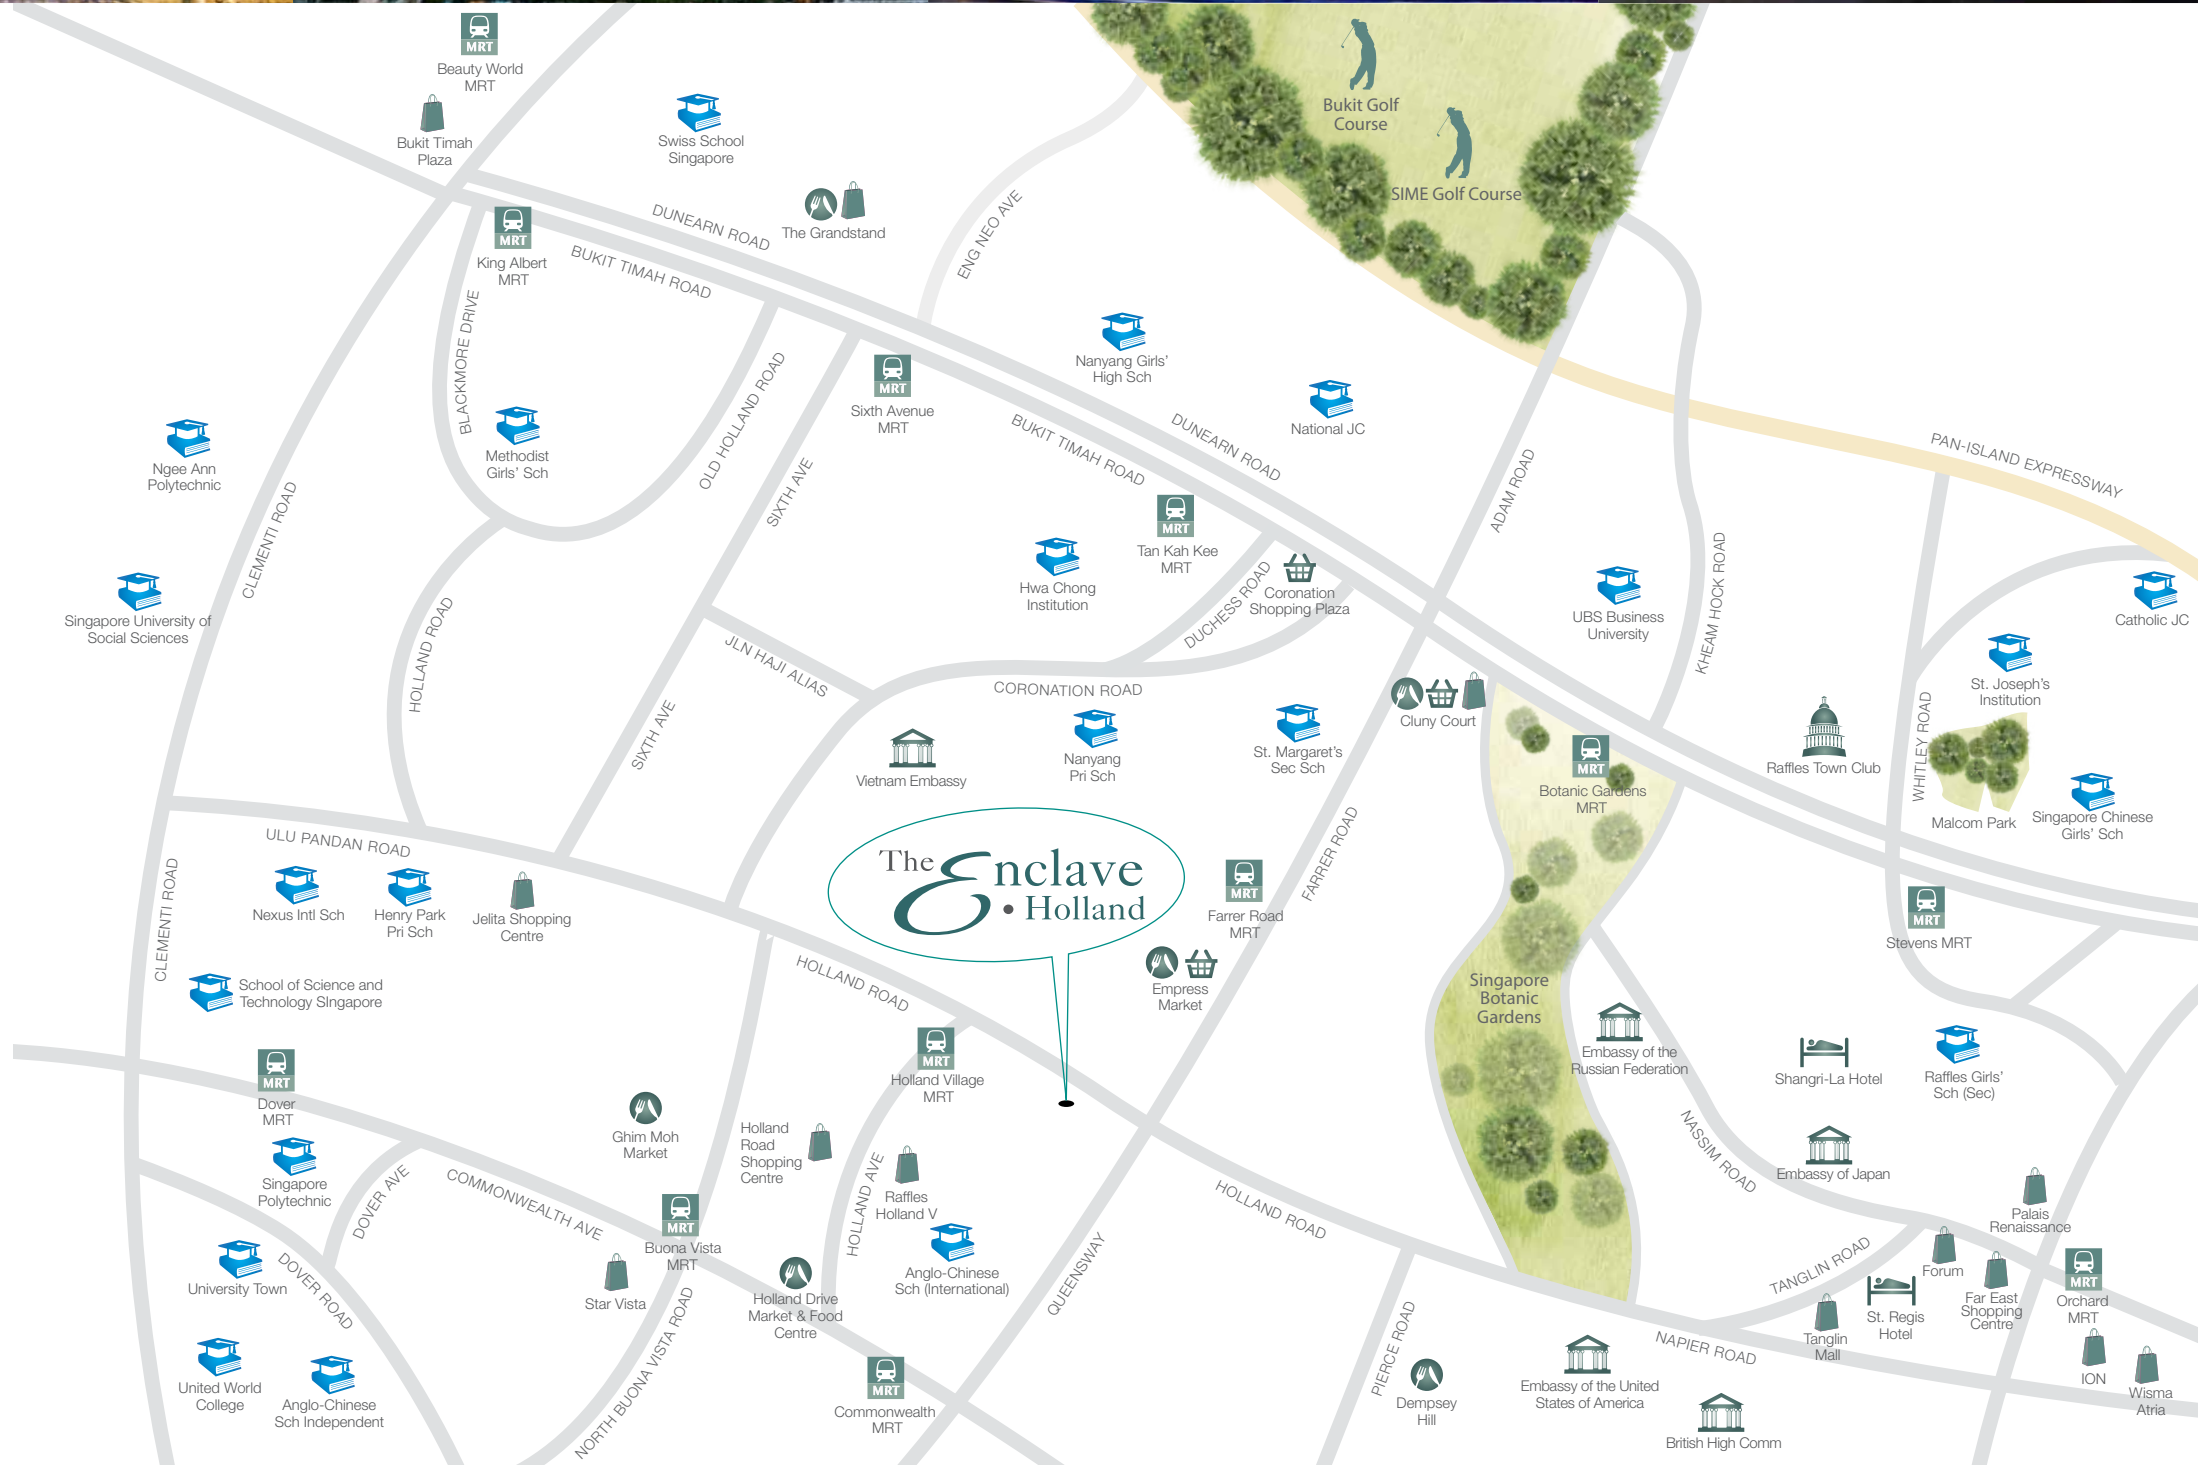 MRT
Beauty World
MRT
Bukit Timah
Plaza
Swiss School
Singapore
The Grandstand
DUNEARN ROAD
BUKIT TIMAH ROAD
ENG NEO AVE
Bukit Golf
Course
SIME Golf Course
MRT
King Albert
MRT
BLACKMORE DRIVE
Methodist
Girls' Sch
OLD HOLLAND ROAD
SIXTH AVE
MRT
Sixth Avenue
MRT
Nanyang Girls'
High Sch
National JC
BUKIT TIMAH ROAD
DUNEARN ROAD
ADAM ROAD
PAN-ISLAND EXPRESSWAY
Ngee Ann
Polytechnic
CLEMENTI ROAD
Singapore University of
Social Sciences
HOLLAND ROAD
JLN HAJI ALIAS
SIXTH AVE
Hwa Chong
Institution
MRT
Tan Kah Kee
MRT
DUCHESS ROAD
Coronation
Shopping Plaza
CORONATION ROAD
UBS Business
University
KHEAM HOCK ROAD
Catholic JC
St. Joseph's
Institution
WHITLEY ROAD
Raffles Town Club
Malcom Park
Singapore Chinese
Girls' Sch
Vietnam Embassy
Nanyang
Pri Sch
St. Margaret's
Sec Sch
Cluny Court
MRT
Botanic Gardens
MRT
ULU PANDAN ROAD
CLEMENTI ROAD
Nexus Intl Sch
Henry Park
Pri Sch
Jelita Shopping
Centre
The Enclave
• Holland
MRT
Farrer Road
MRT
FARRER ROAD
Empress
Market
MRT
Stevens MRT
School of Science and
Technology SIngapore
HOLLAND ROAD
Singapore
Botanic
Gardens
Embassy of the
Russian Federation
Shangri-La Hotel
Raffles Girls'
Sch (Sec)
MRT
Dover
MRT
MRT
Holland Village
MRT
Ghim Moh
Market
Holland
Road
Shopping
Centre
NASSIM ROAD
Embassy of Japan
Singapore
Polytechnic
DOVER AVE
COMMONWEALTH AVE
HOLLAND AVE
Raffles
Holland V
HOLLAND ROAD
Palais
Renaissance
MRT
Buona Vista
MRT
University Town
DOVER ROAD
Star Vista
Holland Drive
Market & Food
Centre
Anglo-Chinese
Sch (International)
QUEENSWAY
TANGLIN ROAD
Forum
St. Regis
Hotel
Far East
Shopping
Centre
MRT
Orchard
MRT
NORTH BUONA VISTA ROAD
PIERCE ROAD
NAPIER ROAD
Tanglin
Mall
United World
College
Anglo-Chinese
Sch Independent
MRT
Commonwealth
MRT
Dempsey
Hill
Embassy of the United
States of America
British High Comm
ION
Wisma
Atria